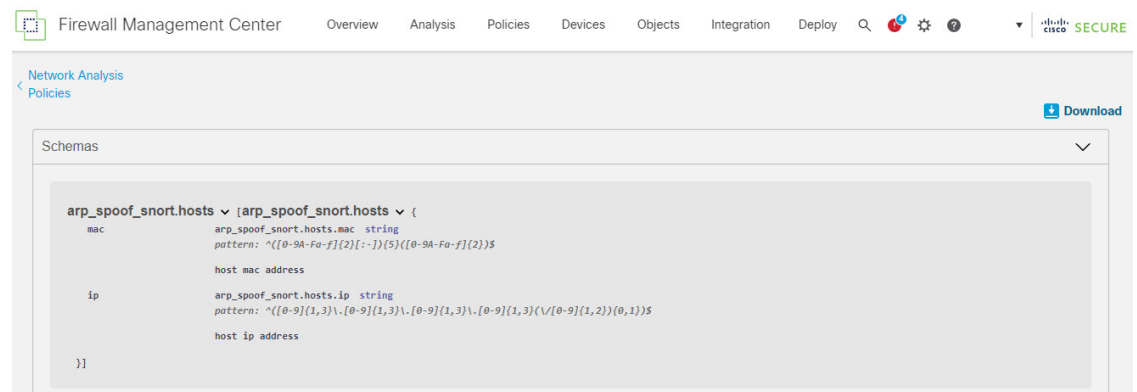 Firewall Management Center Overview Analysis Policies Devices Objects Integration Deploy 4 cisco SECURE
Network Analysis
Policies
Download
Schemas
arp_spoof_snort.hosts [arp_spoof_snort.hosts {
mac arp_spoof_snort.hosts.mac string
pattern: ^([0-9A-Fa-f]{2}[:-]){5}([0-9A-Fa-f]{2})$
host mac address
ip arp_spoof_snort.hosts.ip string
pattern: ^([0-9]{1,3}\.[0-9]{1,3}\.[0-9]{1,3}\.[0-9]{1,3}(\/[0-9]{1,2}){0,1})$
host ip address
}]